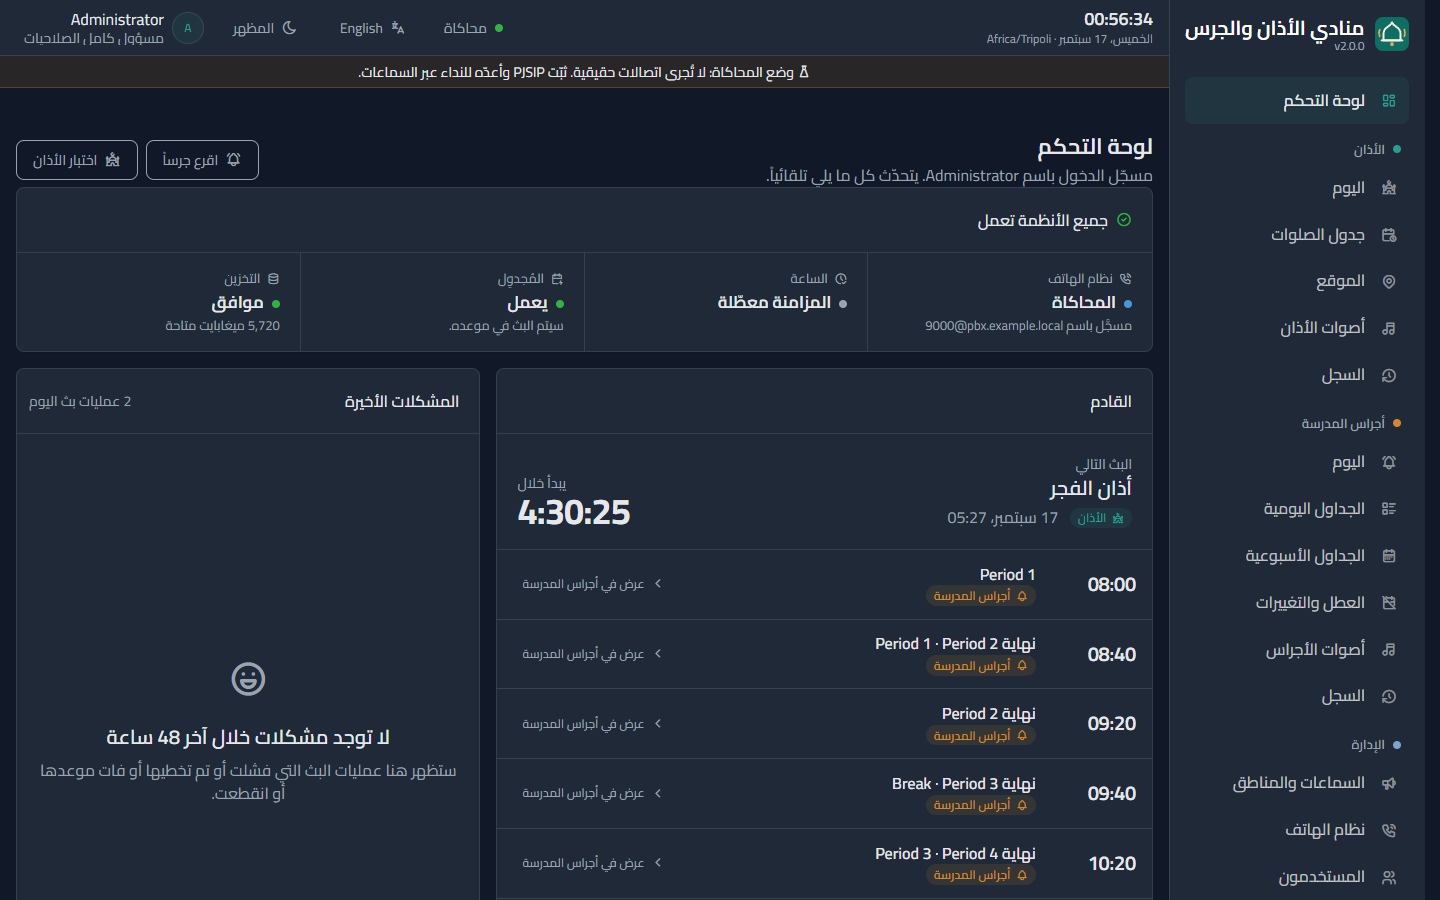 منادي الأذان والجرس
v2.0.0
لوحة التحكم
الأذان
اليوم
جدول الصلوات
الموقع
أصوات الأذان
السجل
أجراس المدرسة
اليوم
الجداول اليومية
الجداول الأسبوعية
العطل والتغييرات
أصوات الأجراس
السجل
الإدارة
السماعات والمناطق
نظام الهاتف
المستخدمون
00:56:34
الخميس، 17 سبتمبر · Africa/Tripoli
محاكاة
English
المظهر
A
Administrator
مسؤول كامل الصلاحيات
وضع المحاكاة: لا تُجرى اتصالات حقيقية. ثبّت PJSIP وأعدّه للنداء عبر السماعات.
لوحة التحكم
مسجّل الدخول باسم Administrator. يتحدّث كل ما يلي تلقائياً.
اقرع جرساً
اختبار الأذان
جميع الأنظمة تعمل
نظام الهاتف
المحاكاة
مسجَّل باسم 9000@pbx.example.local
الساعة
المزامنة معطّلة
المُجدوِل
يعمل
سيتم البث في موعده.
التخزين
موافق
5,720 ميغابايت متاحة
القادم
البث التالي
أذان الفجر
الأذان
17 سبتمبر، 05:27
يبدأ خلال
4:30:25
08:00
Period 1
أجراس المدرسة
عرض في أجراس المدرسة
08:40
نهاية Period 1 · Period 2
أجراس المدرسة
عرض في أجراس المدرسة
09:20
نهاية Period 2
أجراس المدرسة
عرض في أجراس المدرسة
09:40
نهاية Break · Period 3
أجراس المدرسة
عرض في أجراس المدرسة
10:20
نهاية Period 3 · Period 4
أجراس المدرسة
عرض في أجراس المدرسة
المشكلات الأخيرة
2 عمليات بث اليوم
لا توجد مشكلات خلال آخر 48 ساعة
ستظهر هنا عمليات البث التي فشلت أو تم تخطيها أو فات موعدها
أو انقطعت.